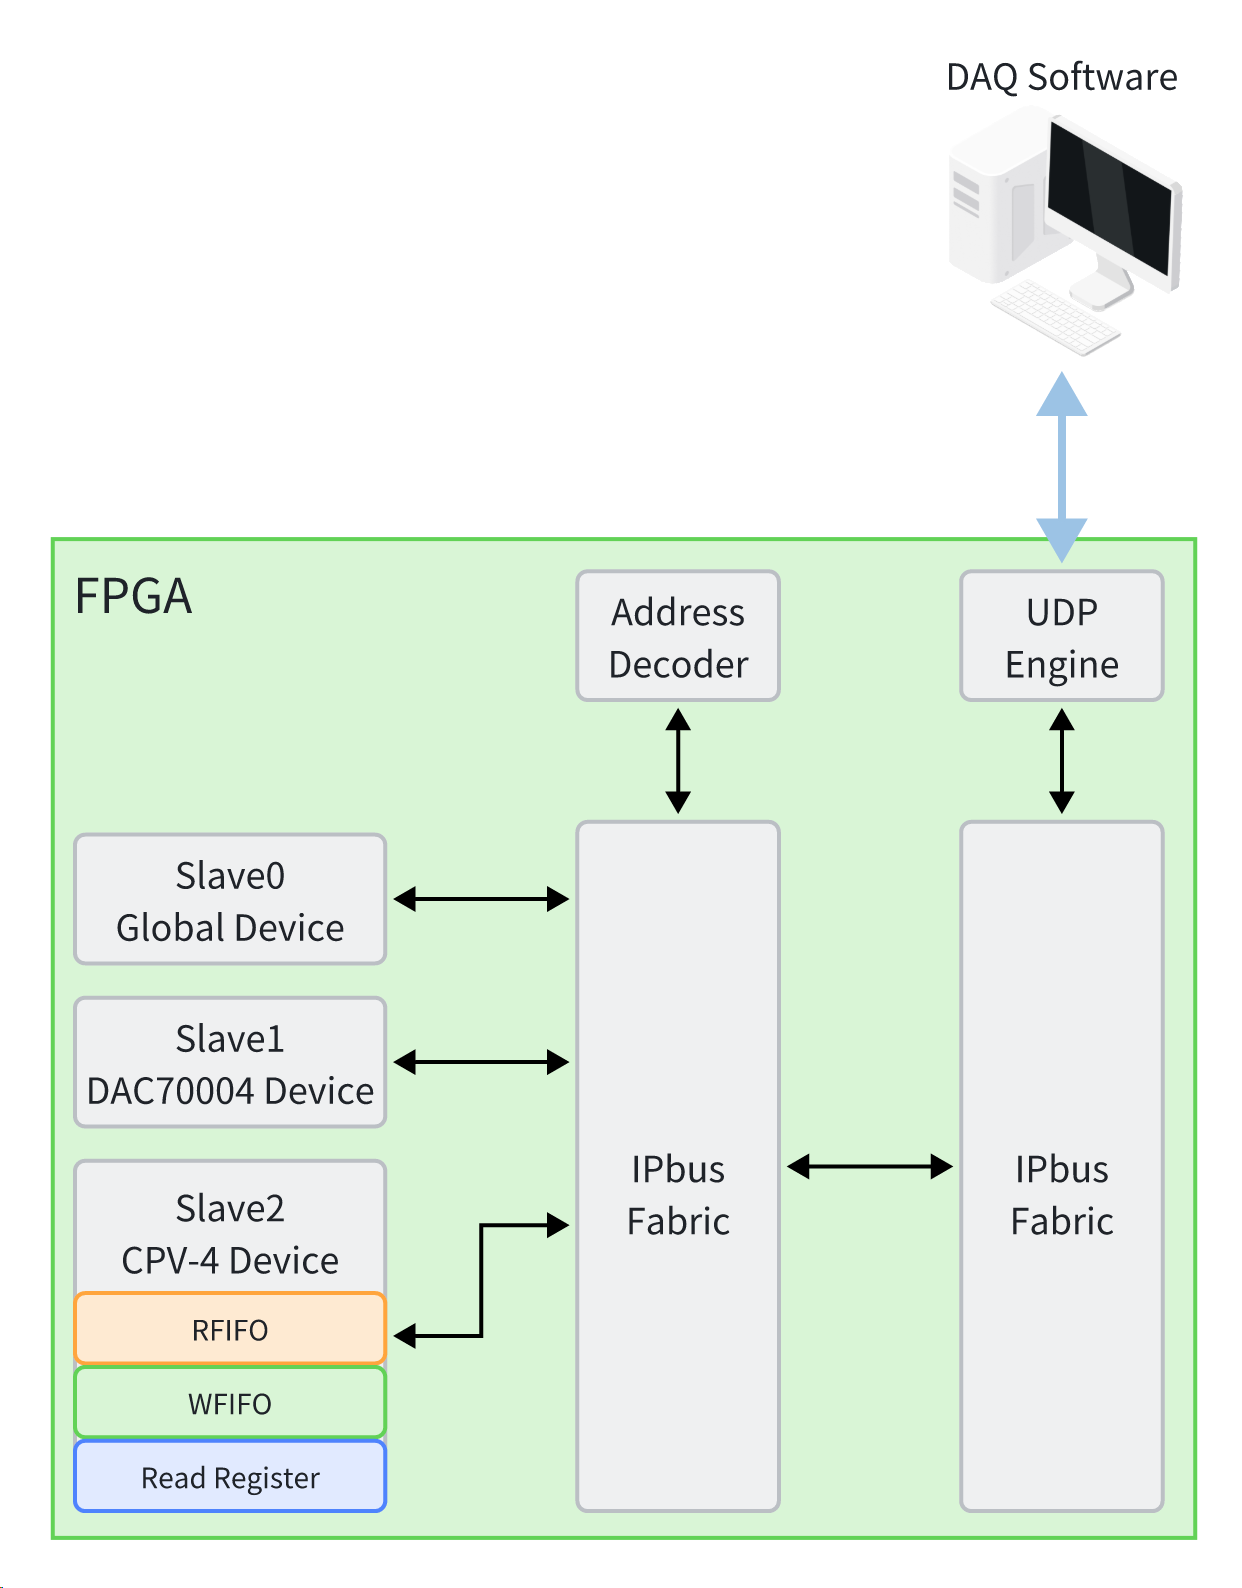 DAQ Software
FPGA
Address
Decoder
UDP
Engine
Slave0
Global Device
Slave1
DAC70004 Device
Slave2
CPV-4 Device
RFIFO
WFIFO
Read Register
IPbus
Fabric
IPbus
Fabric